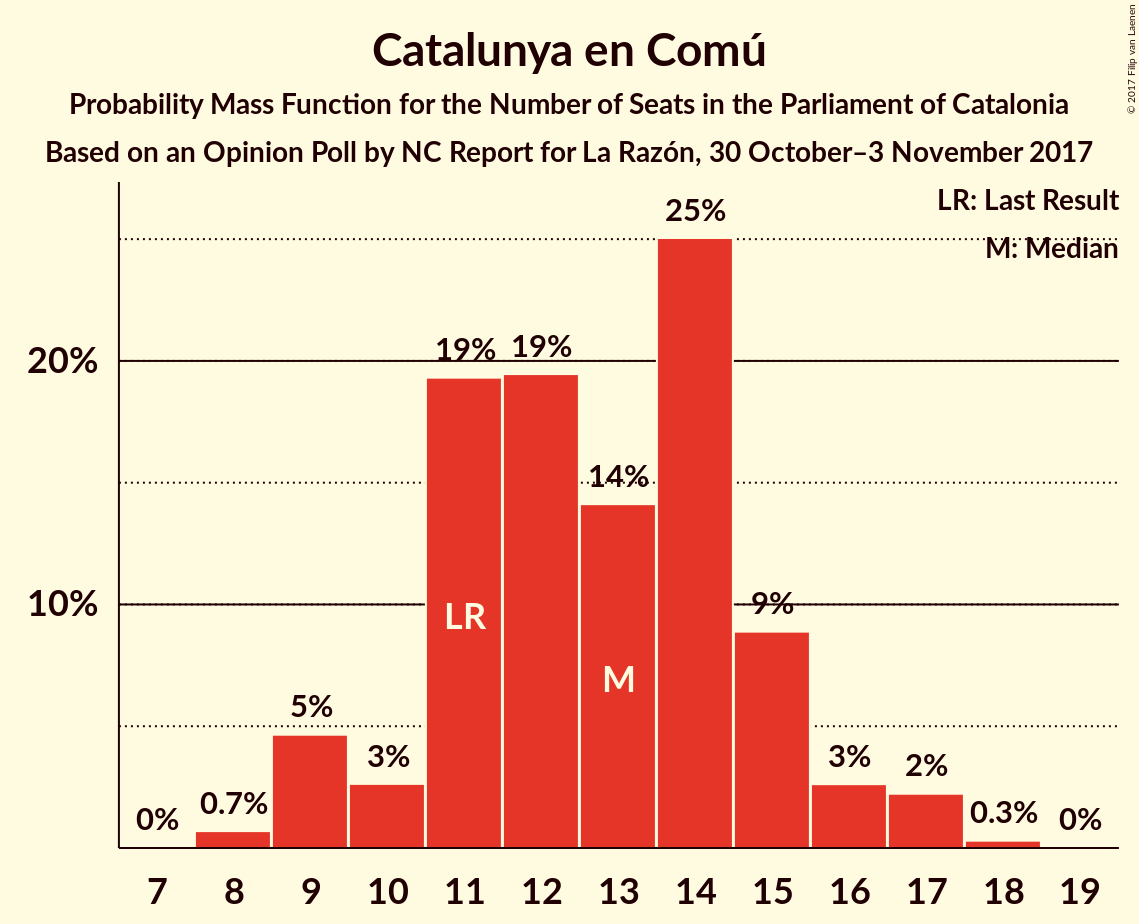 Catalunya en Comú
Probability Mass Function for the Number of Seats in the Parliament of Catalonia
Based on an Opinion Poll by NC Report for La Razón, 30 October–3 November 2017
© 2017 Filip van Laenen
LR: Last Result
M: Median
20%
10%
0%
0.7%
5%
3%
19%
19%
14%
25%
9%
3%
2%
0.3%
0%
LR
M
7 8 9 10 11 12 13 14 15 16 17 18 19